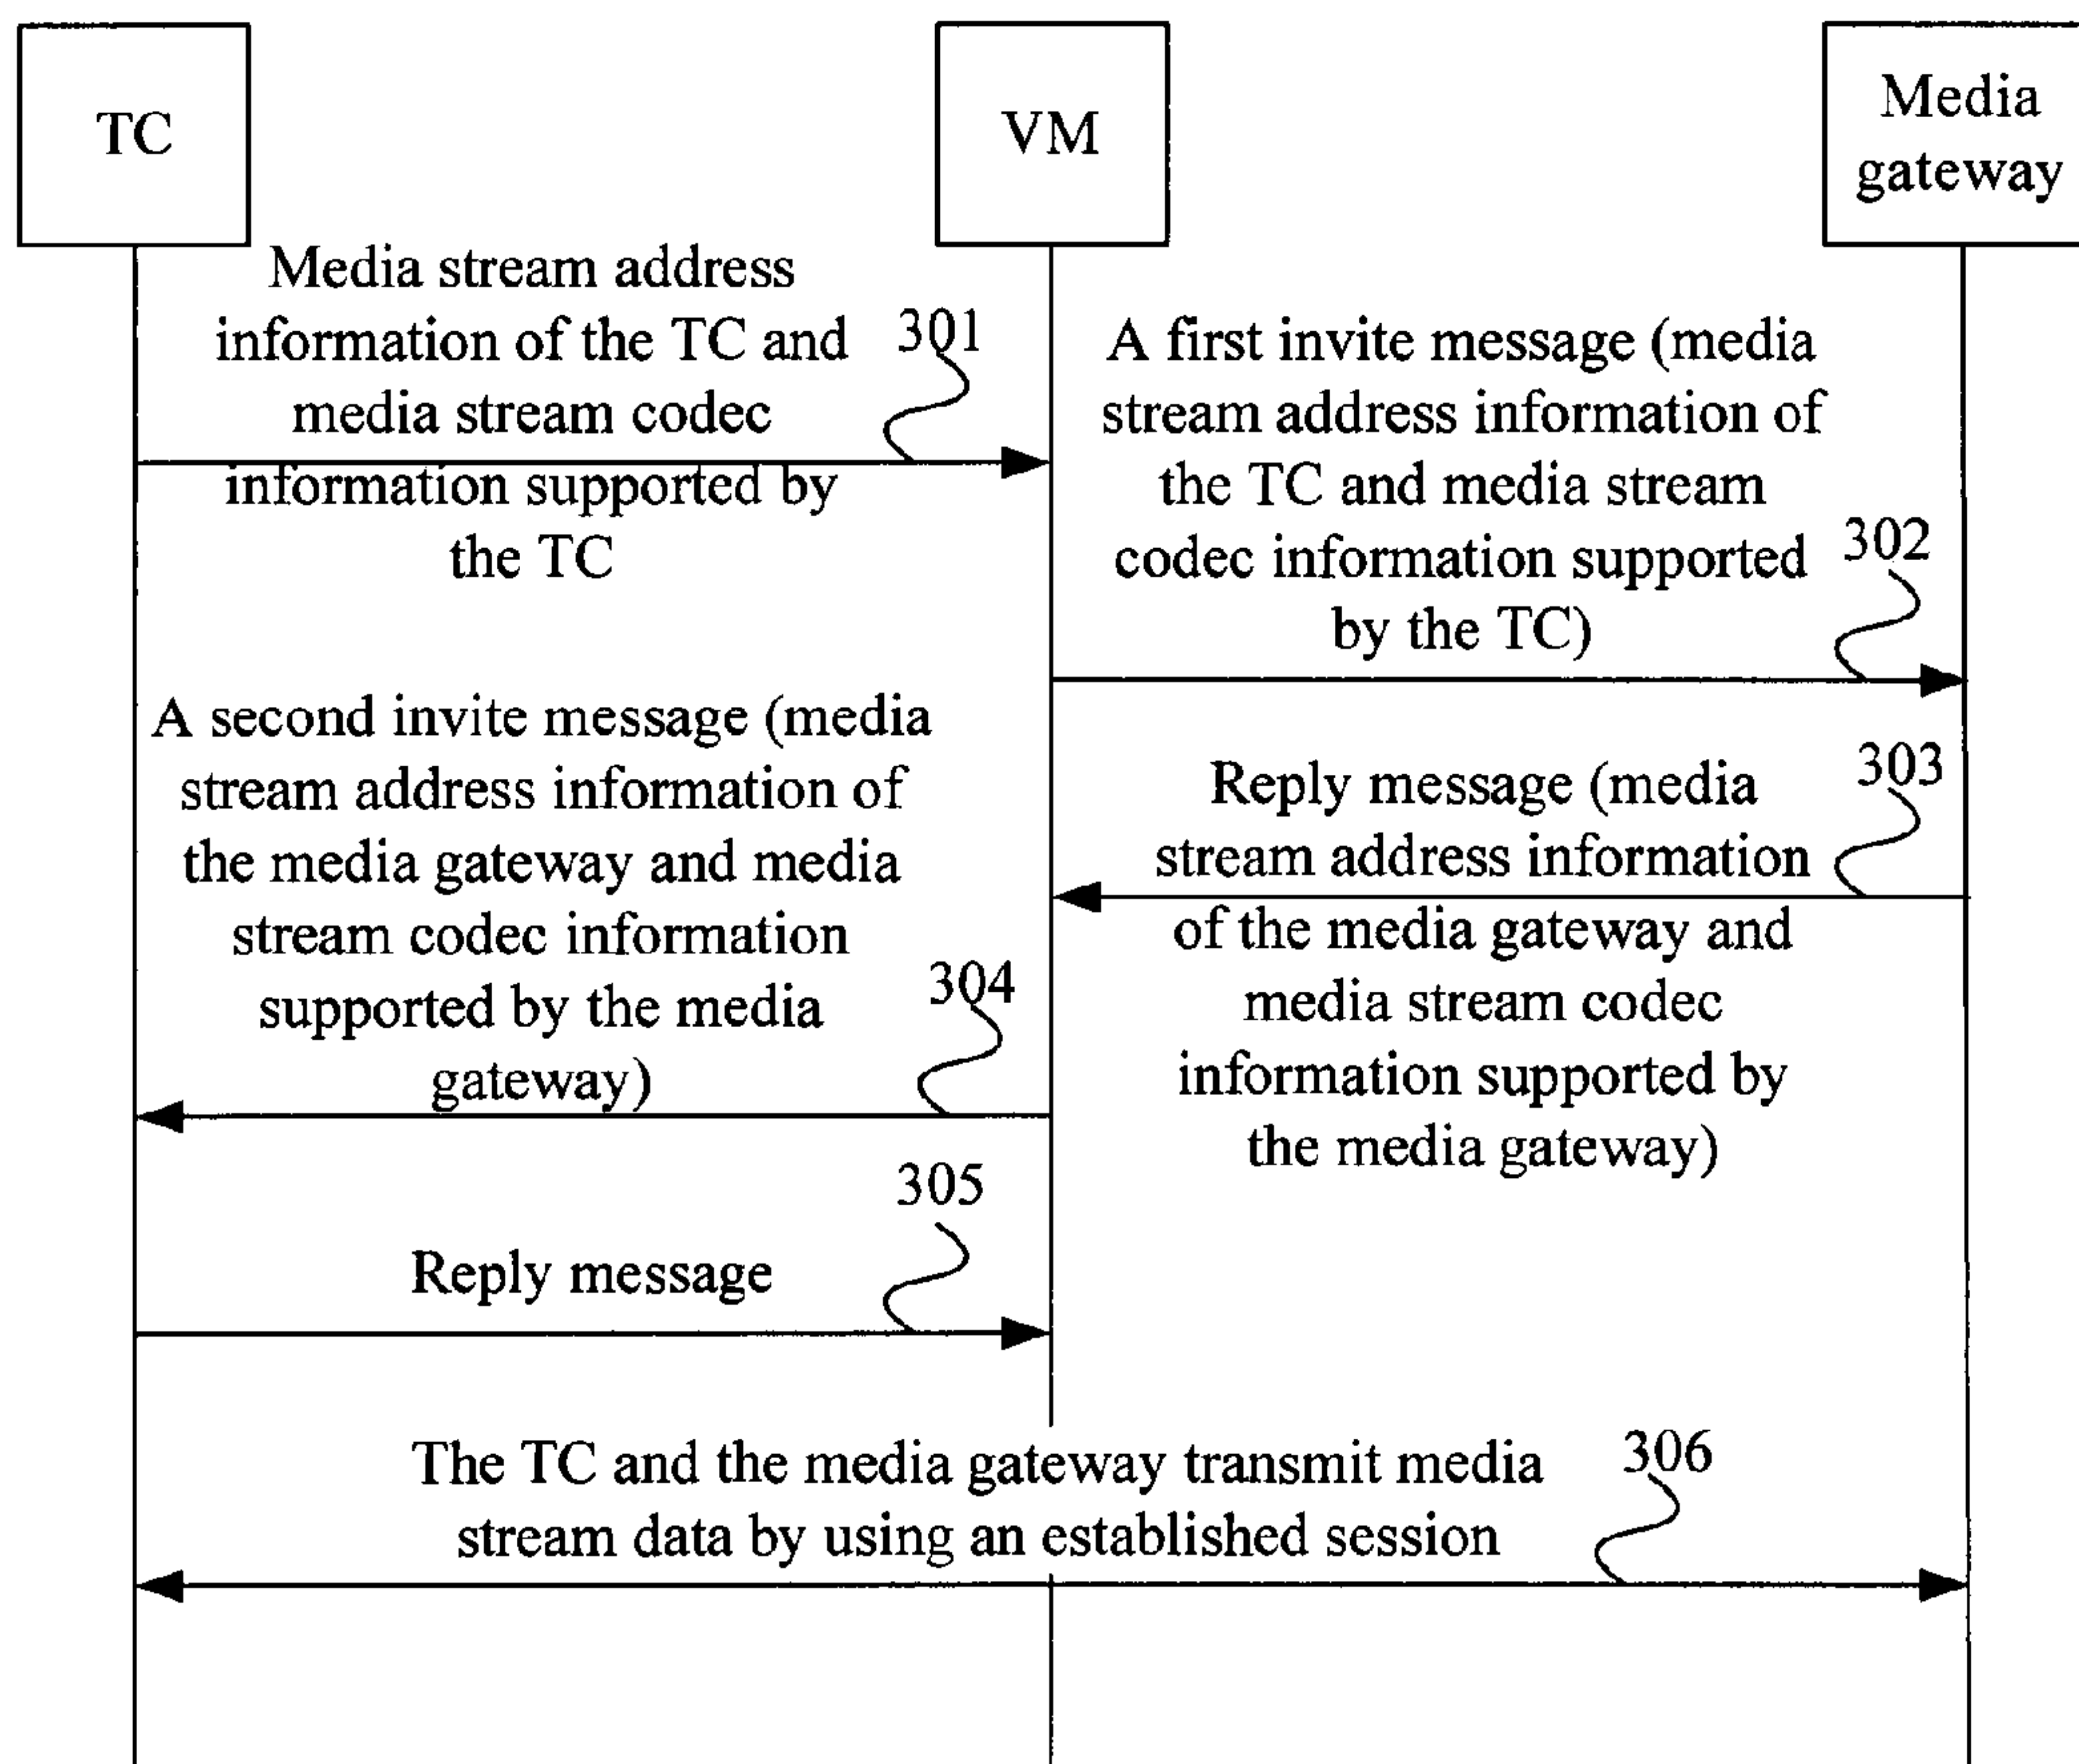 TC
VM
Media
gateway
Media stream address
information of the TC and
media stream codec
information supported by
the TC
301
A first invite message (media
stream address information of
the TC and media stream
codec information supported
by the TC)
302
Reply message (media
stream address information
of the media gateway and
media stream codec
information supported by
the media gateway)
303
A second invite message (media
stream address information of
the media gateway and media
stream codec information
supported by the media
gateway)
304
305
Reply message
The TC and the media gateway transmit media
stream data by using an established session
306